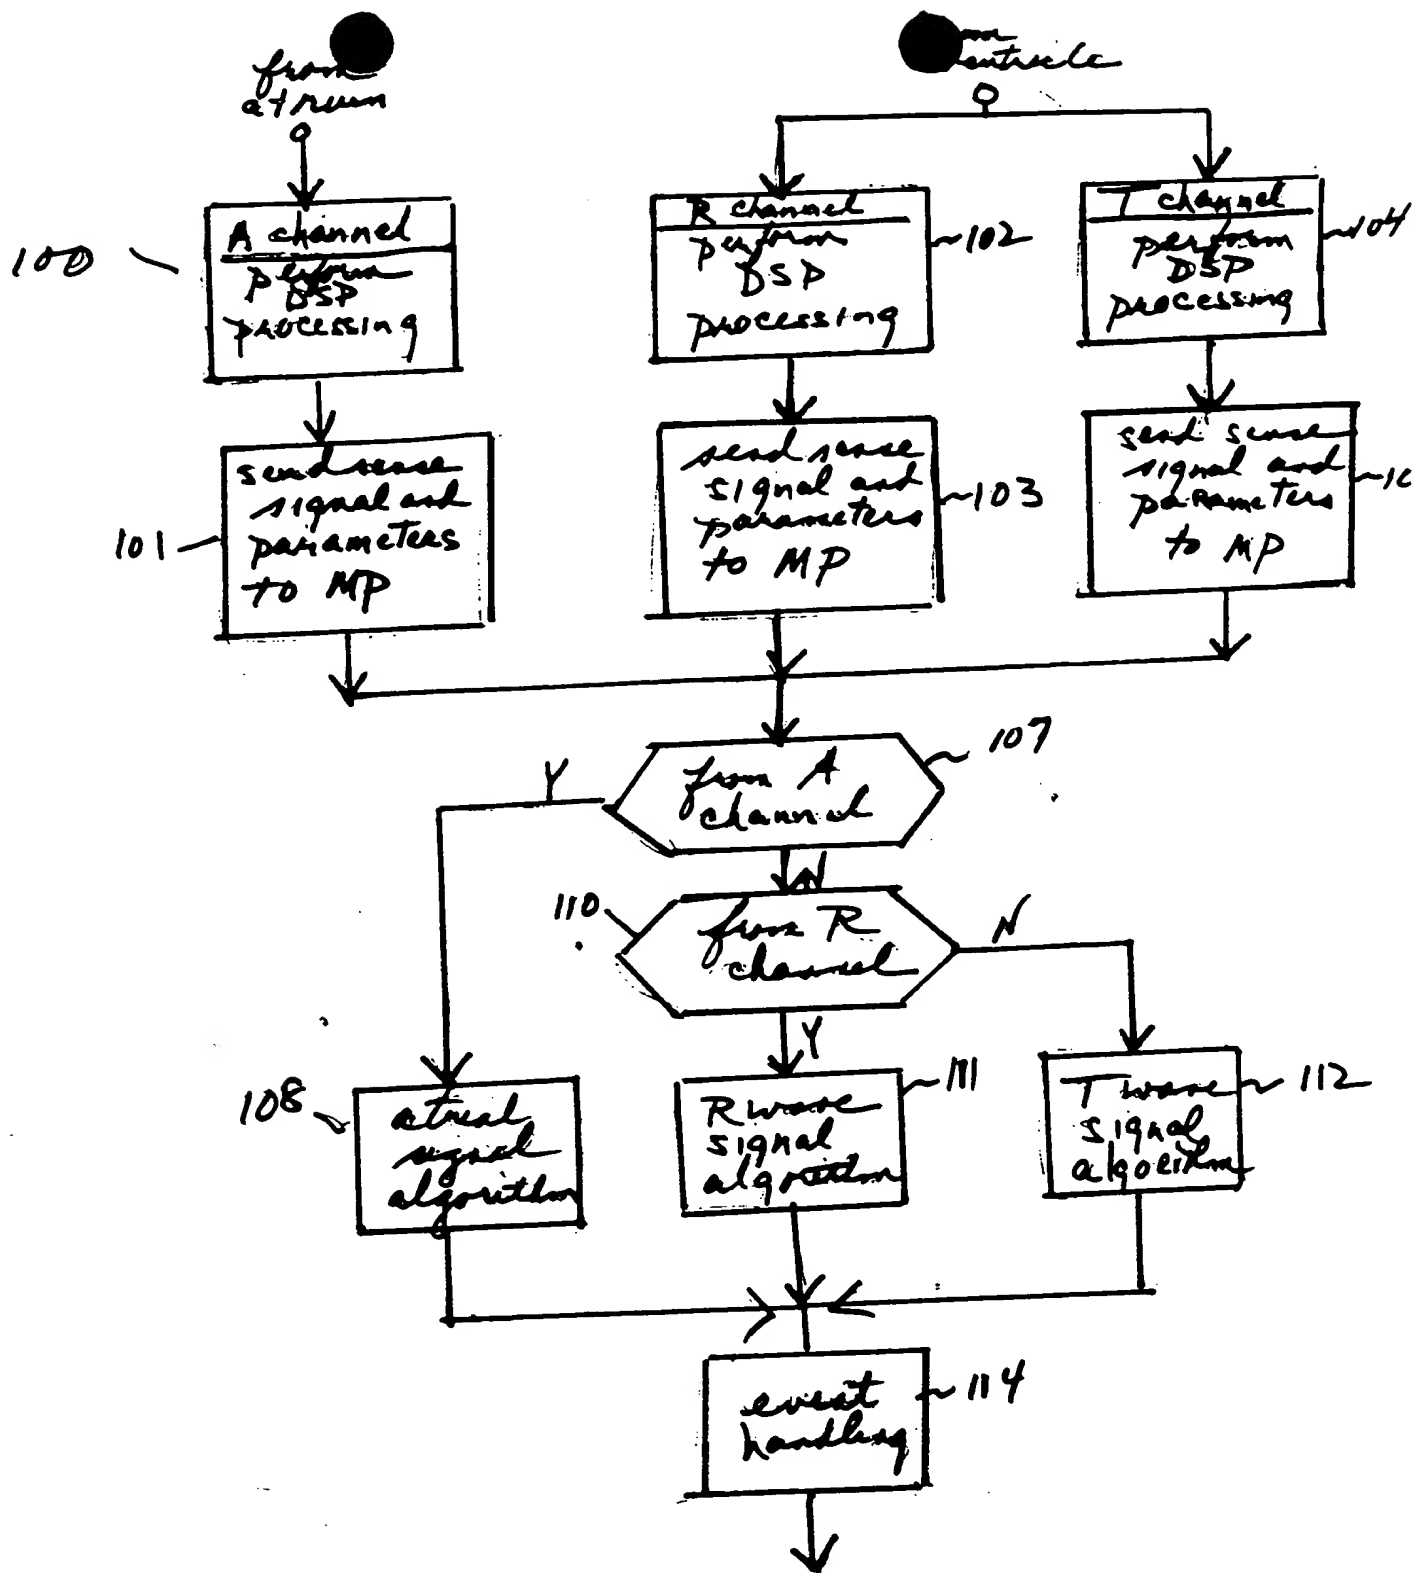 from
atrium
A channel
perform
DSP
processing
100
R channel
perform
DSP
processing
102
T channel
perform
DSP
processing
104
send sense
signal and
parameters
to MP
101
send sense
signal and
parameters
to MP
103
send sense
signal and
parameters
to MP
from A
channel
107
Y
N
110
from R
channel
N
Y
108
atrial
signal
algorithm
R wave
signal
algorithm
111
T wave
signal
algorithm
112
event
handling
114